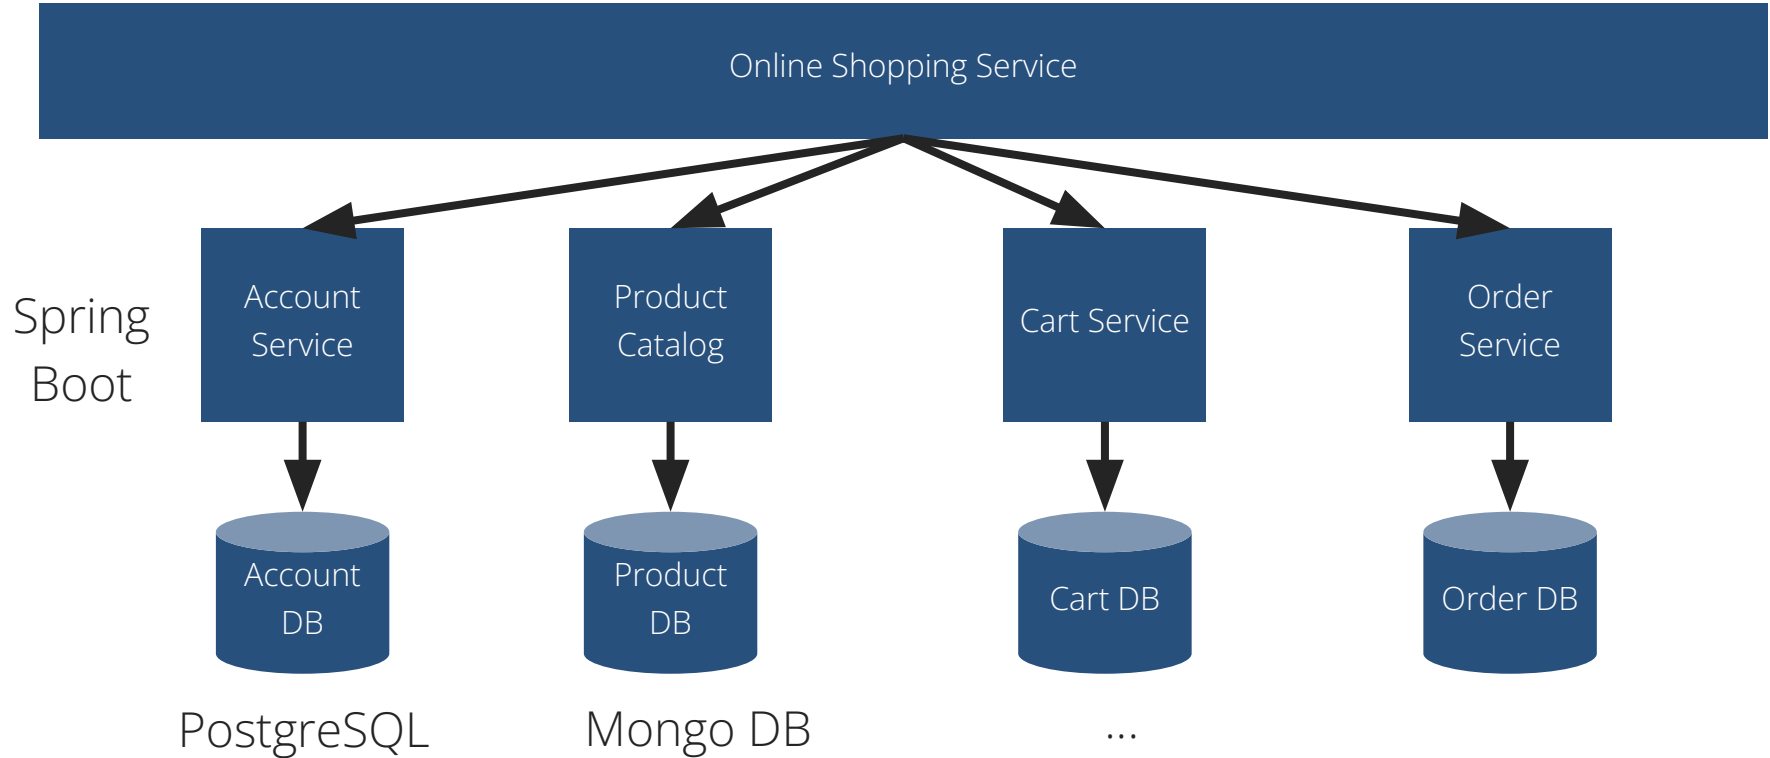 Online Shopping Service
Account
Service
Product
Catalog
Cart Service
Order
Service
Spring
Boot
Account
DB
Product
DB
Cart DB
Order DB
PostgreSQL
Mongo DB
...